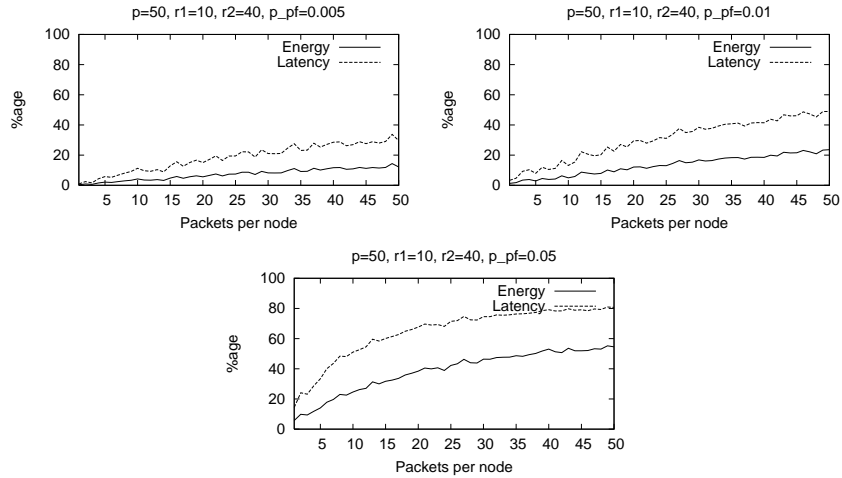 p=50, r1=10, r2=40, p_pf=0.005
100
80
60
40
20
0
%age
Energy
Latency
5 10 15 20 25 30 35 40 45 50
Packets per node
p=50, r1=10, r2=40, p_pf=0.01
100
80
60
40
20
0
%age
Energy
Latency
5 10 15 20 25 30 35 40 45 50
Packets per node
p=50, r1=10, r2=40, p_pf=0.05
100
80
60
40
20
0
%age
Energy
Latency
5 10 15 20 25 30 35 40 45 50
Packets per node